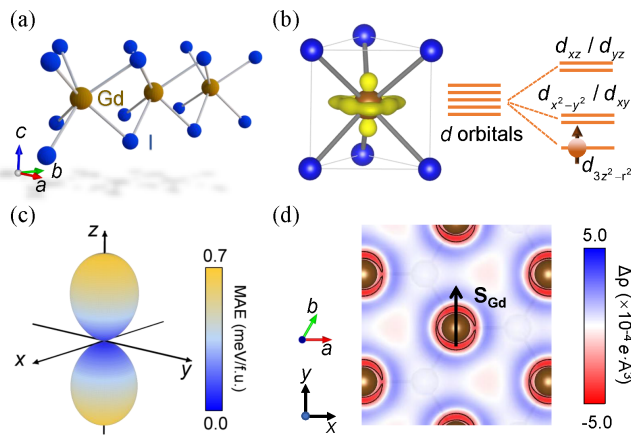 (a)
Gd
I
c
b
a
(b)
d orbitals
dxz / dyz
dx²−y² / dxy
d3z²−r²
(c)
z
x
y
0.7
MAE (meV/f.u.)
0.0
(d)
b
a
y
x
SGd
5.0
Δρ (×10⁻⁴ e·Å³)
-5.0